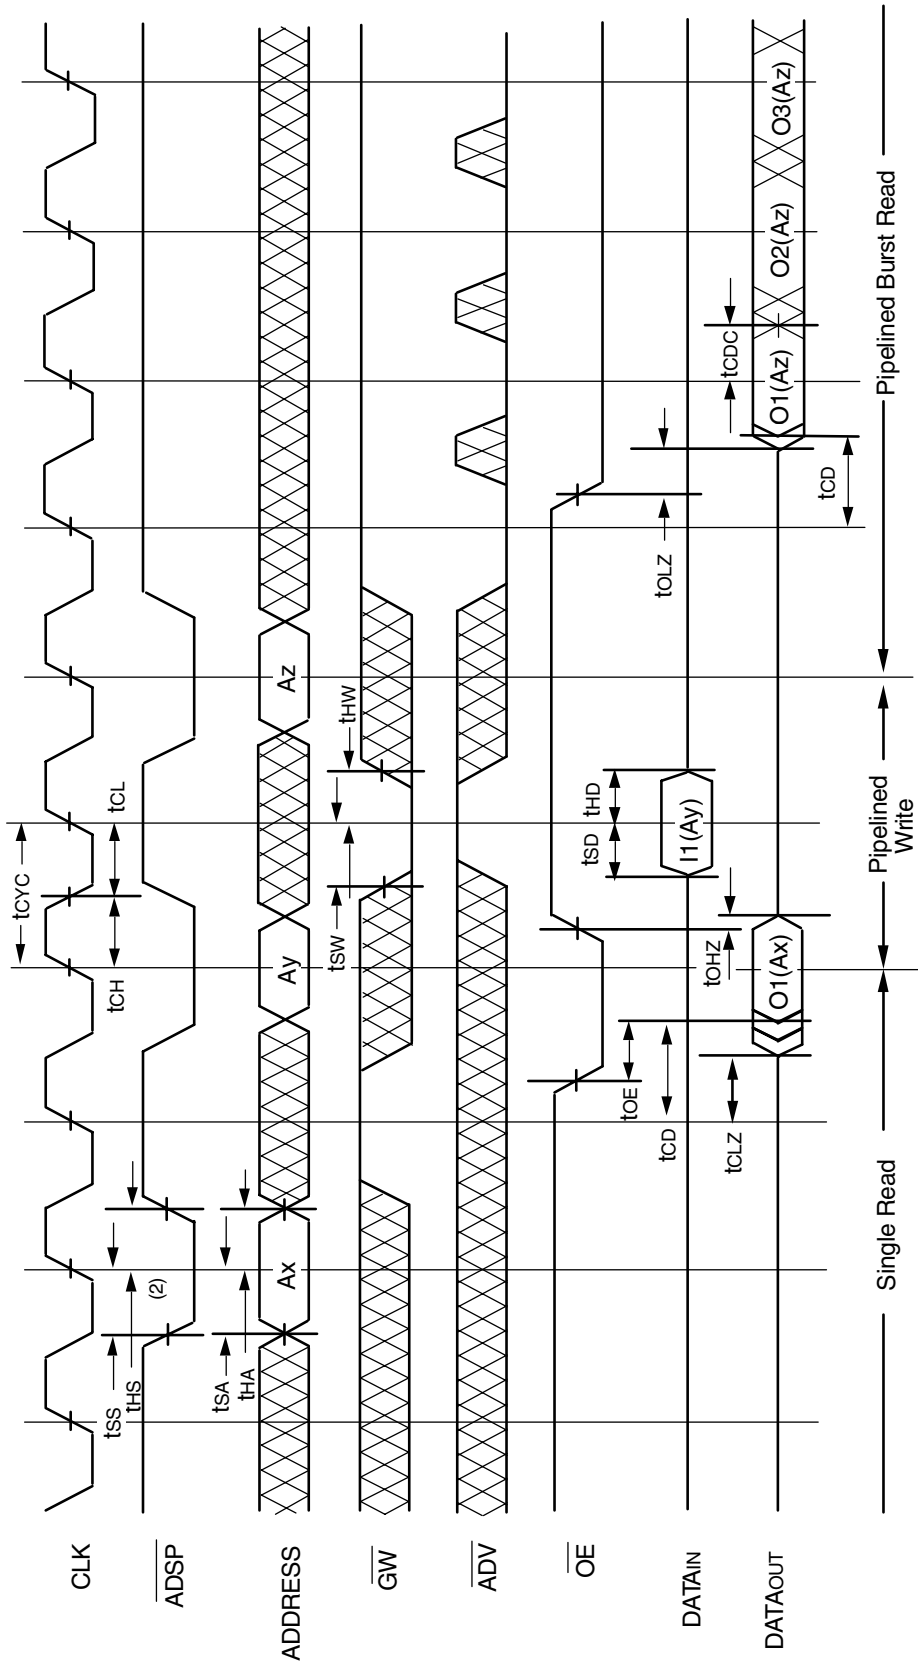 CLK
ADSP
ADDRESS
GW
ADV
OE
DATAIN
DATAOUT
tCYC
tCH
tCL
tSS
tHS
(2)
tSA
tHA
Ax
Ay
Az
tSW
tHW
tOE
tCD
tCLZ
tOHZ
tSD
tHD
I1(Ay)
O1(Ax)
tOLZ
tCD
tCDC
O1(Az)
O2(Az)
O3(Az)
Single Read
Pipelined
Write
Pipelined Burst Read